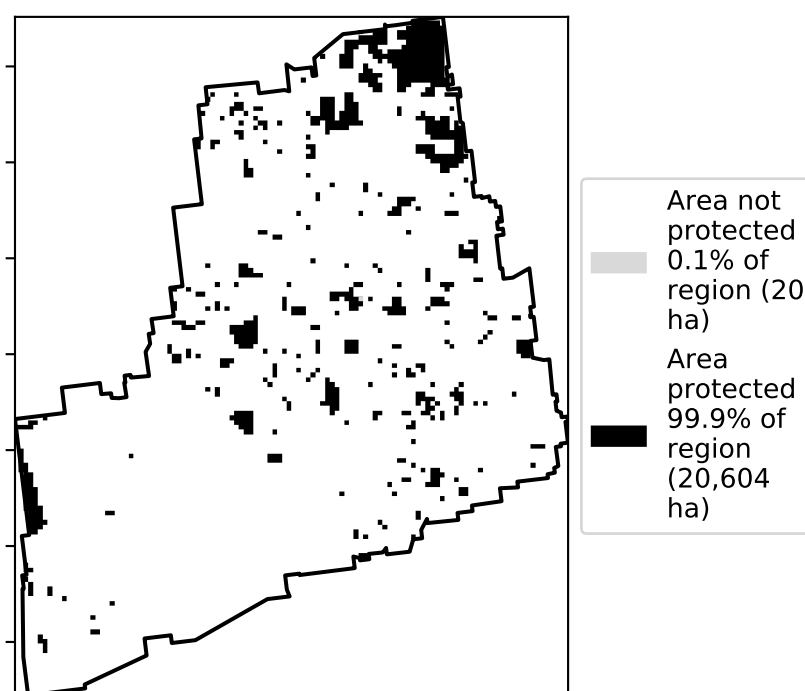 Area not
protected
0.1% of
region (20
ha)
Area
protected
99.9% of
region
(20,604
ha)